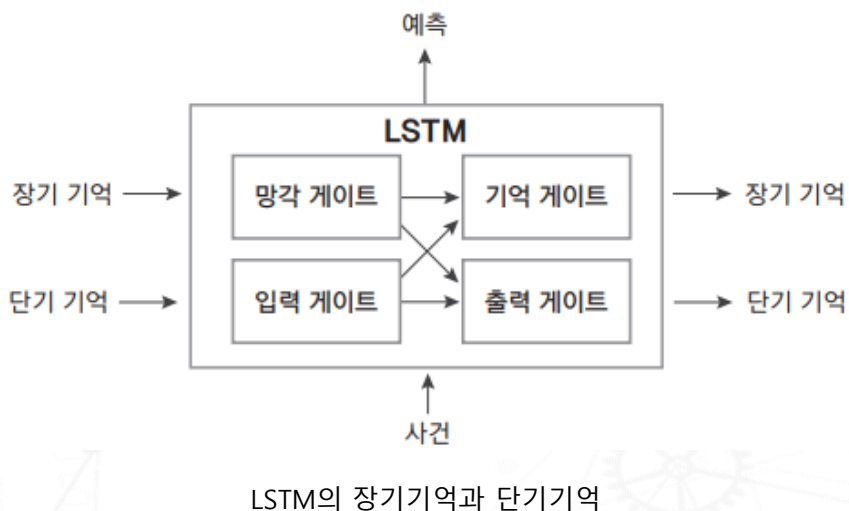 예측
LSTM
장기 기억
망각 게이트
기억 게이트
장기 기억
단기 기억
입력 게이트
출력 게이트
단기 기억
사건
LSTM의 장기기억과 단기기억